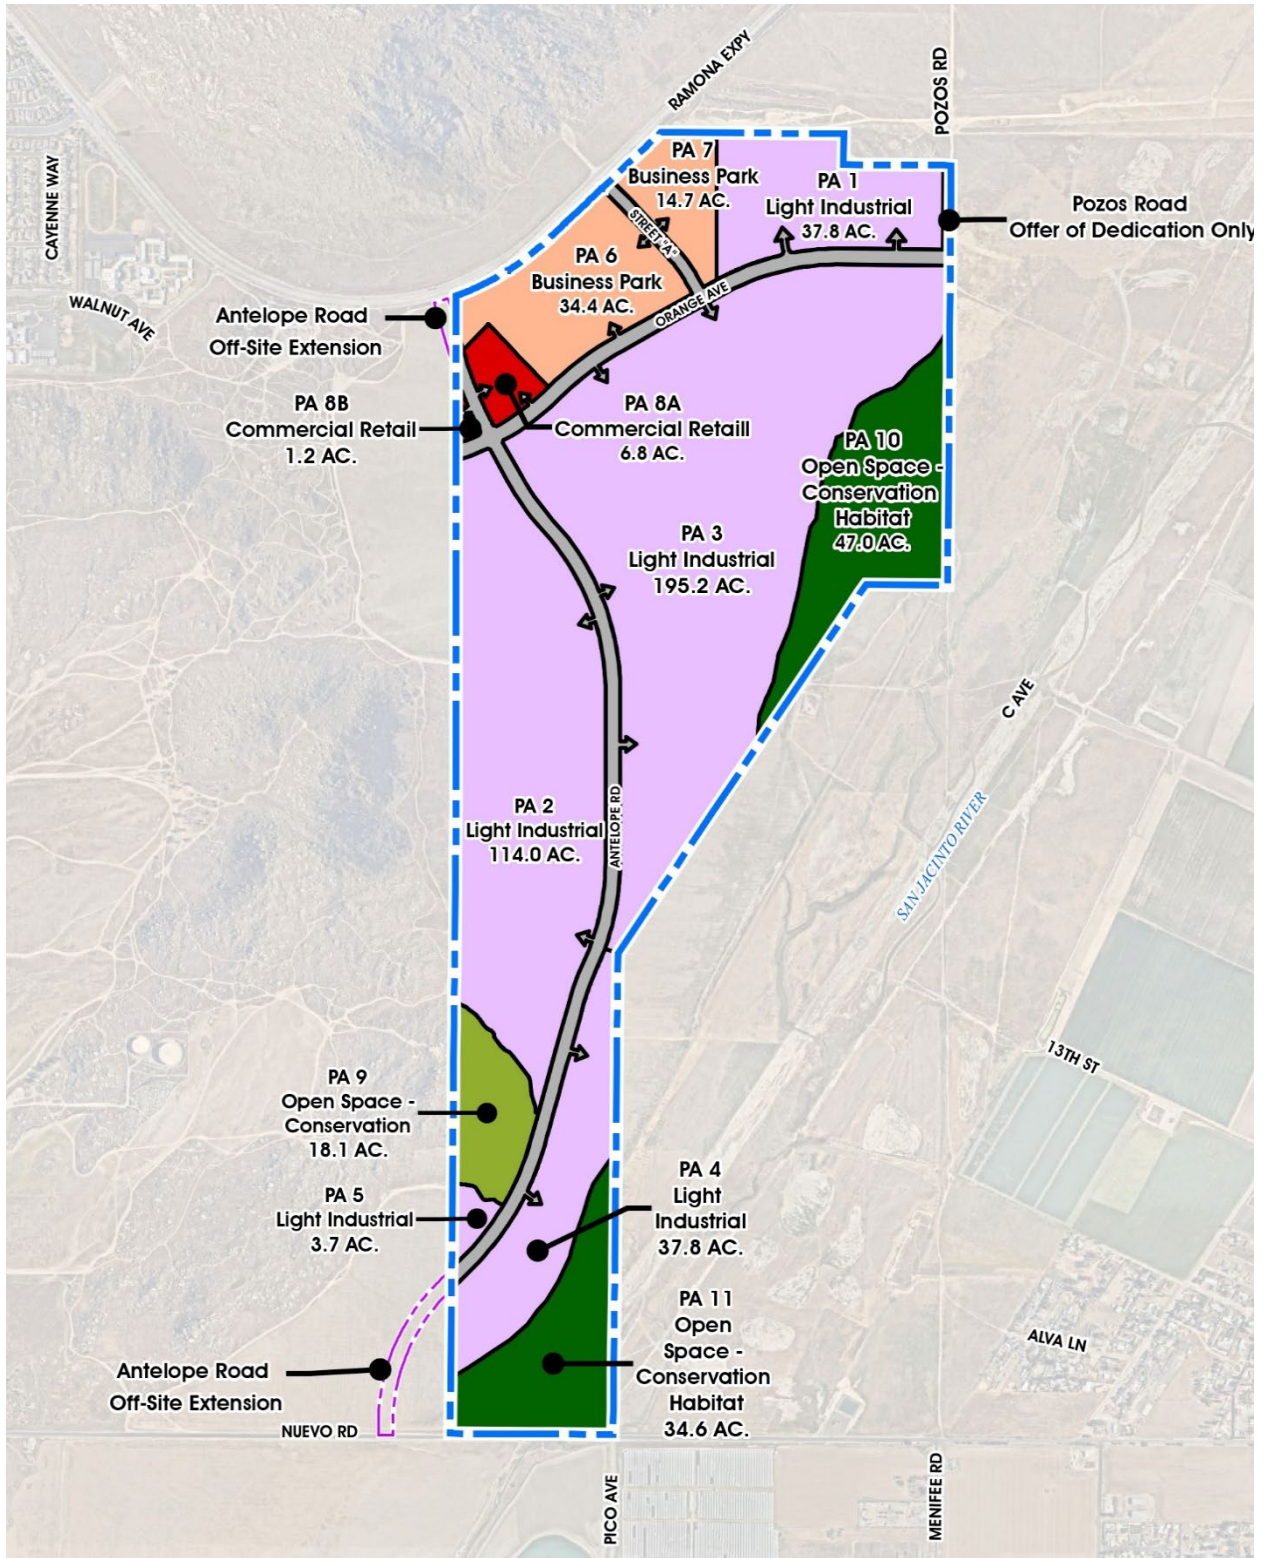 RAMONA EXPY
POZOS RD
CAYENNE WAY
WALNUT AVE
PA 7
Business Park
14.7 AC.
PA 1
Light Industrial
37.8 AC.
Pozos Road
Offer of Dedication Only
STREET "A"
PA 6
Business Park
34.4 AC.
ORANGE AVE
Antelope Road
Off-Site Extension
PA 8B
Commercial Retail
1.2 AC.
PA 8A
Commercial Retaill
6.8 AC.
PA 10
Open Space -
Conservation
Habitat
47.0 AC.
PA 3
Light Industrial
195.2 AC.
C AVE
SAN JACINTO RIVER
PA 2
Light Industrial
114.0 AC.
ANTELOPE RD
13TH ST
PA 9
Open Space -
Conservation
18.1 AC.
PA 5
Light Industrial
3.7 AC.
PA 4
Light
Industrial
37.8 AC.
PA 11
Open
Space -
Conservation
Habitat
34.6 AC.
ALVA LN
Antelope Road
Off-Site Extension
NUEVO RD
PICO AVE
MENIFEE RD